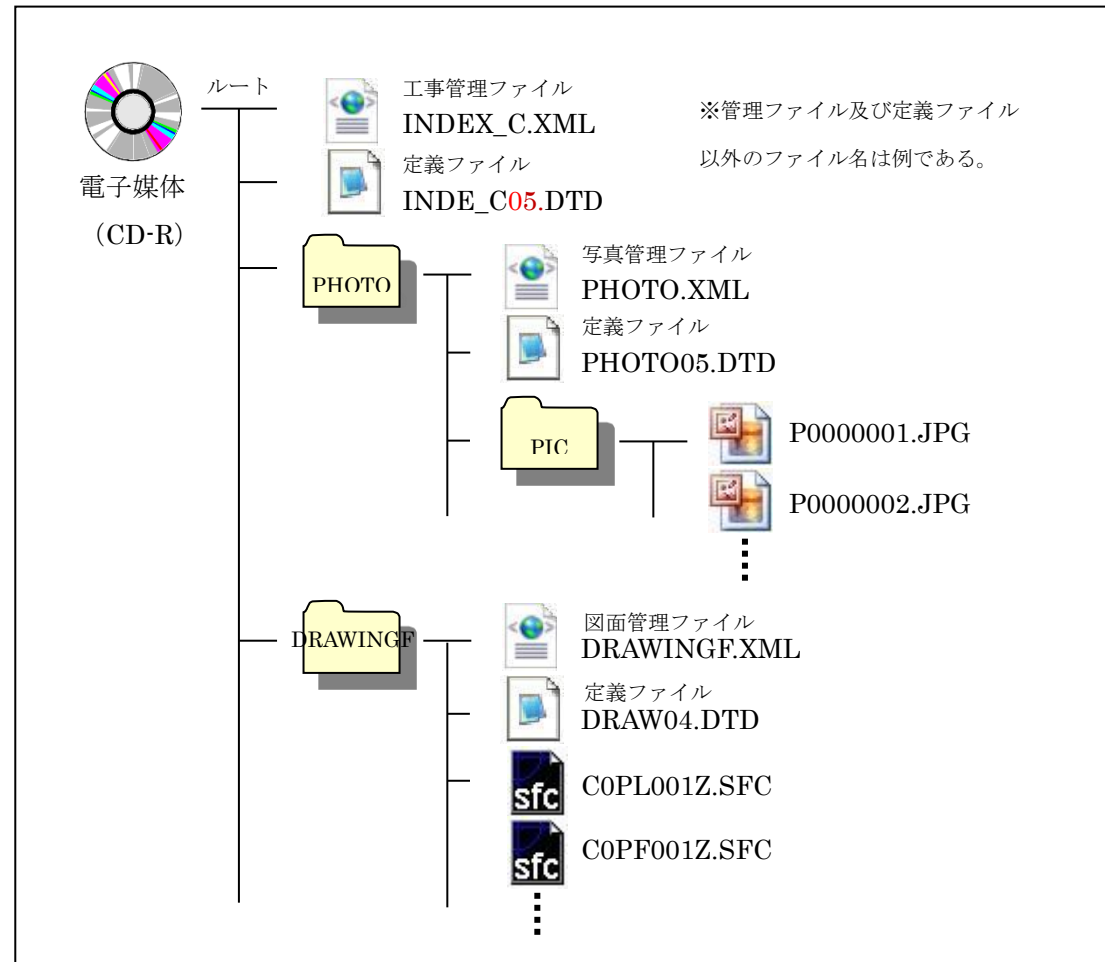 ルート
電子媒体
（CD-R）
工事管理ファイル
INDEX_C.XML
定義ファイル
INDE_C05.DTD
※管理ファイル及び定義ファイル
以外のファイル名は例である。
PHOTO
写真管理ファイル
PHOTO.XML
定義ファイル
PHOTO05.DTD
PIC
P0000001.JPG
P0000002.JPG
DRAWINGF
図面管理ファイル
DRAWINGF.XML
定義ファイル
DRAW04.DTD
sfc
C0PL001Z.SFC
sfc
C0PF001Z.SFC